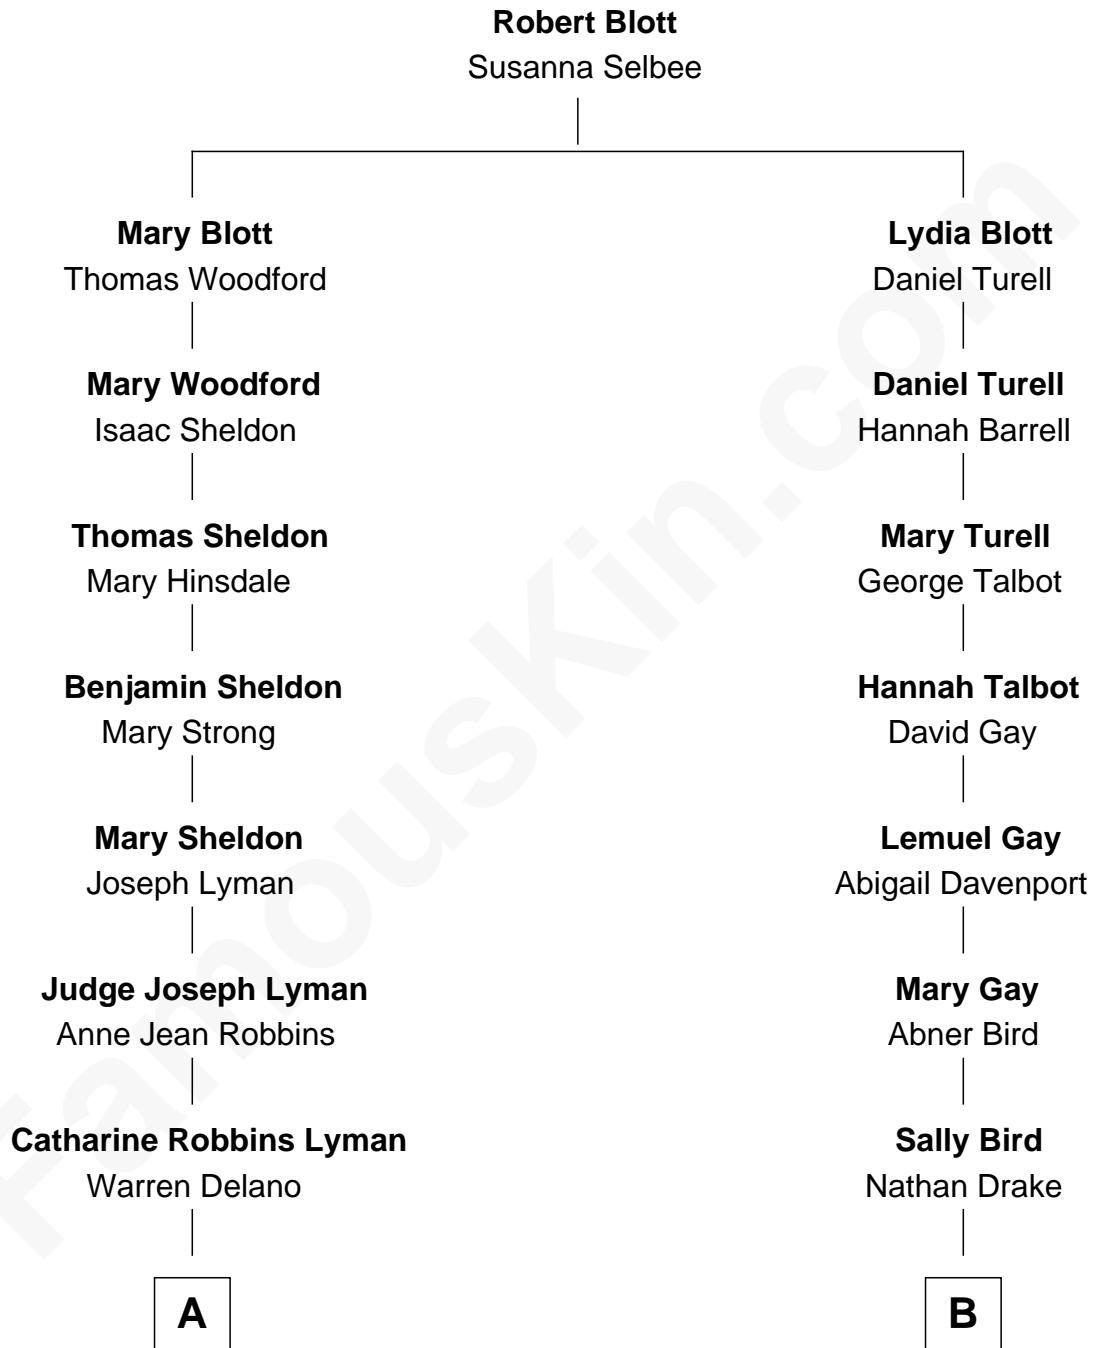 Robert Blott
Susanna Selbee
Mary Blott
Thomas Woodford
Lydia Blott
Daniel Turell
Mary Woodford
Isaac Sheldon
Daniel Turell
Hannah Barrell
Thomas Sheldon
Mary Hinsdale
Mary Turell
George Talbot
Benjamin Sheldon
Mary Strong
Hannah Talbot
David Gay
Mary Sheldon
Joseph Lyman
Lemuel Gay
Abigail Davenport
Judge Joseph Lyman
Anne Jean Robbins
Mary Gay
Abner Bird
Catharine Robbins Lyman
Warren Delano
Sally Bird
Nathan Drake
A
B
FamousKin.com